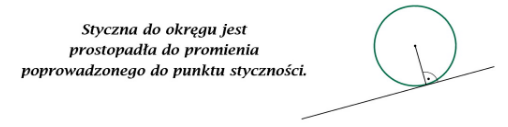 Styczna do okręgu jest
prostopadła do promienia
poprowadzonego do punktu styczności.